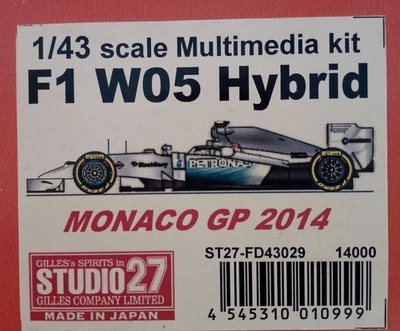 1/43 scale Multimedia kit
F1 W05 Hybrid
BlackBerry
PETRONAS
MONACO GP 2014
GILLES's SPIRITS in
STUDIO27
GILLES COMPANY LIMITED
MADE IN JAPAN
ST27-FD43029 14000
4 545310 010999